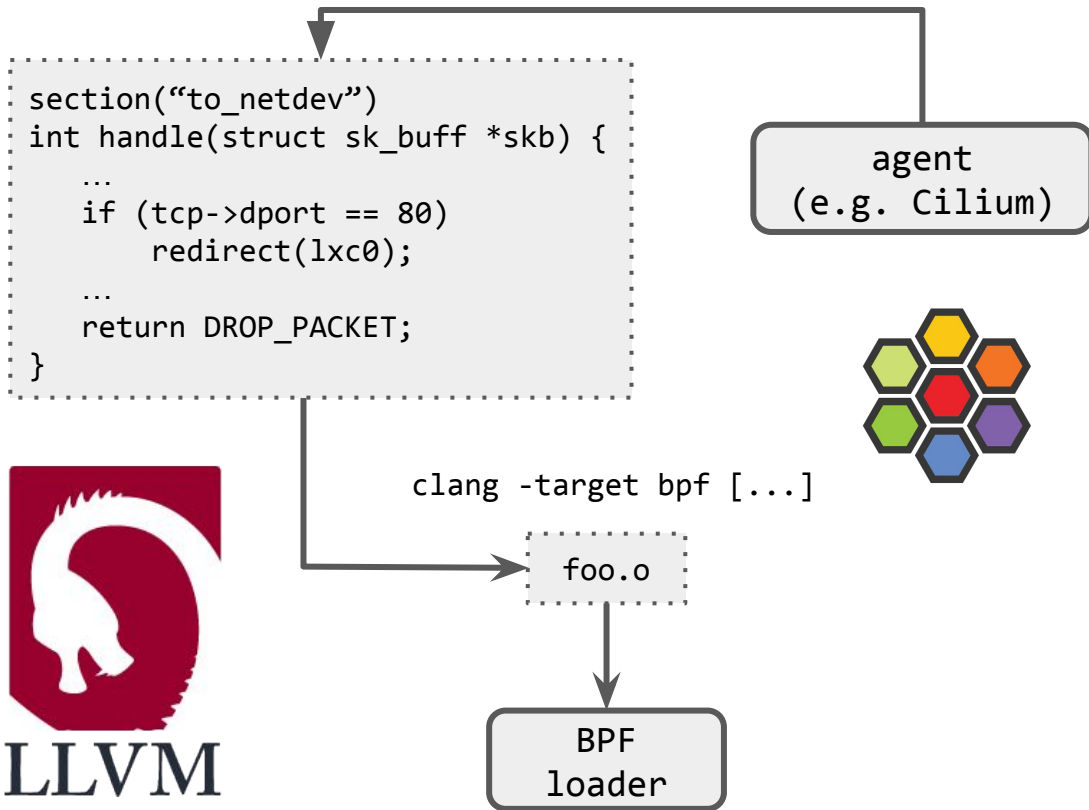 section(“to_netdev”)
int handle(struct sk_buff *skb) {
…
if (tcp->dport == 80)
redirect(lxc0);
…
return DROP_PACKET;
}
agent
(e.g. Cilium)
clang -target bpf [...]
foo.o
LLVM
BPF
loader